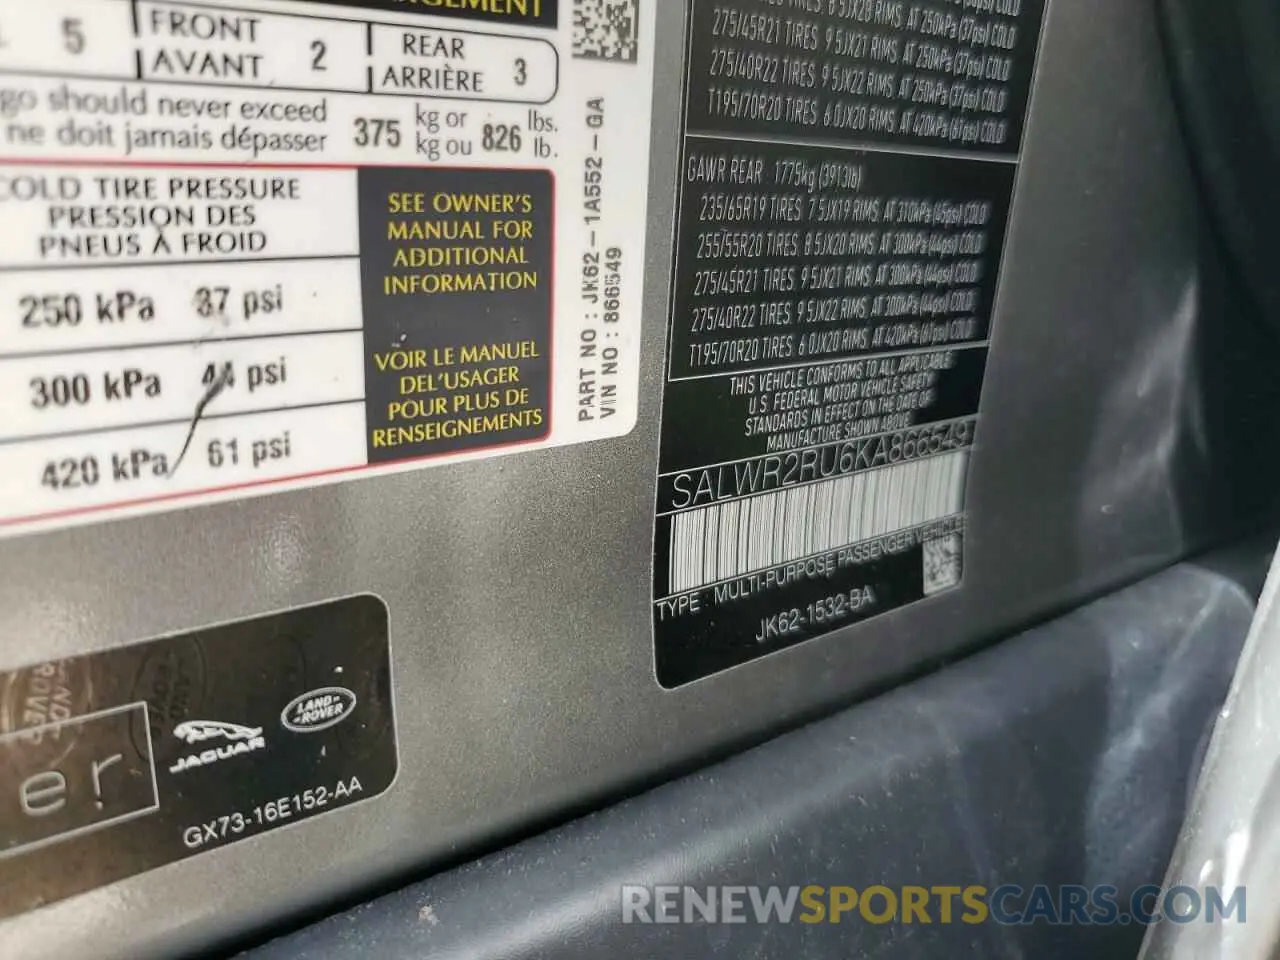 5 FRONT AVANT 2 REAR ARRIÈRE 3
go should never exceed
ne doit jamais dépasser 375 kg or kg ou 826 lbs. lb.
COLD TIRE PRESSURE
PRESSION DES
PNEUS À FROID
250 kPa 37 psi
300 kPa 44 psi
420 kPa 61 psi
SEE OWNER'S
MANUAL FOR
ADDITIONAL
INFORMATION
VOIR LE MANUEL
DEL'USAGER
POUR PLUS DE
RENSEIGNEMENTS
PART NO : JK62-1A552-GA
VIN NO : 866549
275/45R21 TIRES 9.5JX21 RIMS AT 250kPa (37psi) COLD
275/40R22 TIRES 9.5JX22 RIMS AT 250kPa (37psi) COLD
T195/70R20 TIRES 6.0JX20 RIMS AT 420kPa (61psi) COLD
GAWR REAR 1775kg (3913lb)
235/65R19 TIRES 7.5JX19 RIMS AT 310kPa (45psi) COLD
255/55R20 TIRES 8.5JX20 RIMS AT 300kPa (44psi) COLD
275/45R21 TIRES 9.5JX21 RIMS AT 300kPa (44psi) COLD
275/40R22 TIRES 9.5JX22 RIMS AT 300kPa (44psi) COLD
T195/70R20 TIRES 6.0JX20 RIMS AT 420kPa (61psi) COLD
THIS VEHICLE CONFORMS TO ALL APPLICABLE
U.S. FEDERAL MOTOR VEHICLE SAFETY
STANDARDS IN EFFECT ON THE DATE OF
MANUFACTURE SHOWN ABOVE
SALWR2RU6KA866549
TYPE : MULTI-PURPOSE PASSENGER VEHICLE
JK62-1532-BA
er
JAGUAR
LAND-ROVER
GX73-16E152-AA
RENEWSPORTSCARS.COM